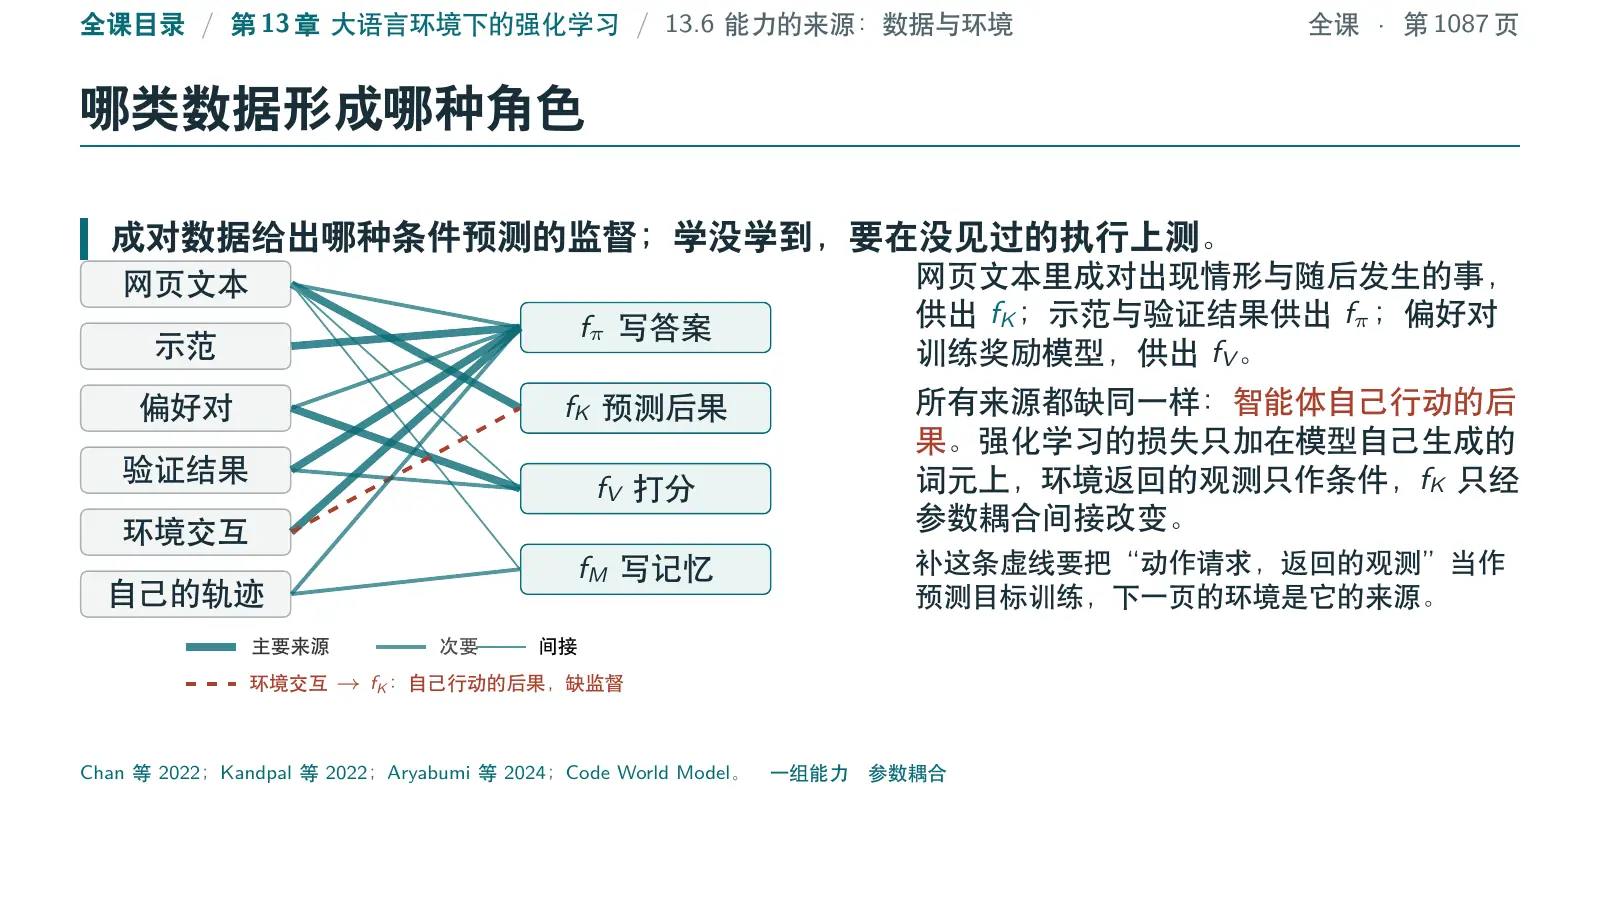 全课目录 / 第 13 章 大语言环境下的强化学习 / 13.6 能力的来源：数据与环境
全课 · 第 1087 页
哪类数据形成哪种角色
成对数据给出哪种条件预测的监督；学没学到，要在没见过的执行上测。
网页文本
示范
偏好对
验证结果
环境交互
自己的轨迹
fπ 写答案
fK 预测后果
fV 打分
fM 写记忆
主要来源
次要
间接
环境交互 → fK：自己行动的后果，缺监督
网页文本里成对出现情形与随后发生的事，
供出 fK；示范与验证结果供出 fπ；偏好对
训练奖励模型，供出 fV。
所有来源都缺同一样：智能体自己行动的后
果。强化学习的损失只加在模型自己生成的
词元上，环境返回的观测只作条件，fK 只经
参数耦合间接改变。
补这条虚线要把“动作请求，返回的观测”当作
预测目标训练，下一页的环境是它的来源。
Chan 等 2022；Kandpal 等 2022；Aryabumi 等 2024；Code World Model。 一组能力 参数耦合